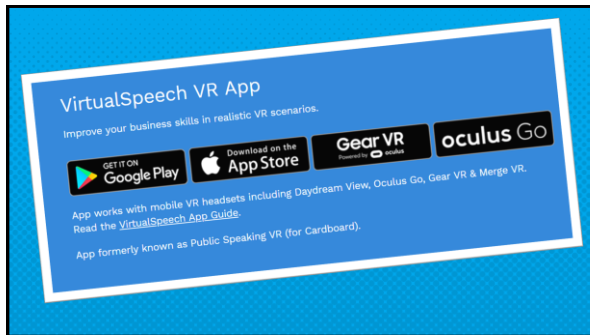 VirtualSpeech VR App
Improve your business skills in realistic VR scenarios.
GET IT ON
Google Play
Download on the
App Store
Gear VR
Powered by oculus
oculus Go
App works with mobile VR headsets including Daydream View, Oculus Go, Gear VR & Merge VR.
Read the VirtualSpeech App Guide.
App formerly known as Public Speaking VR (for Cardboard).